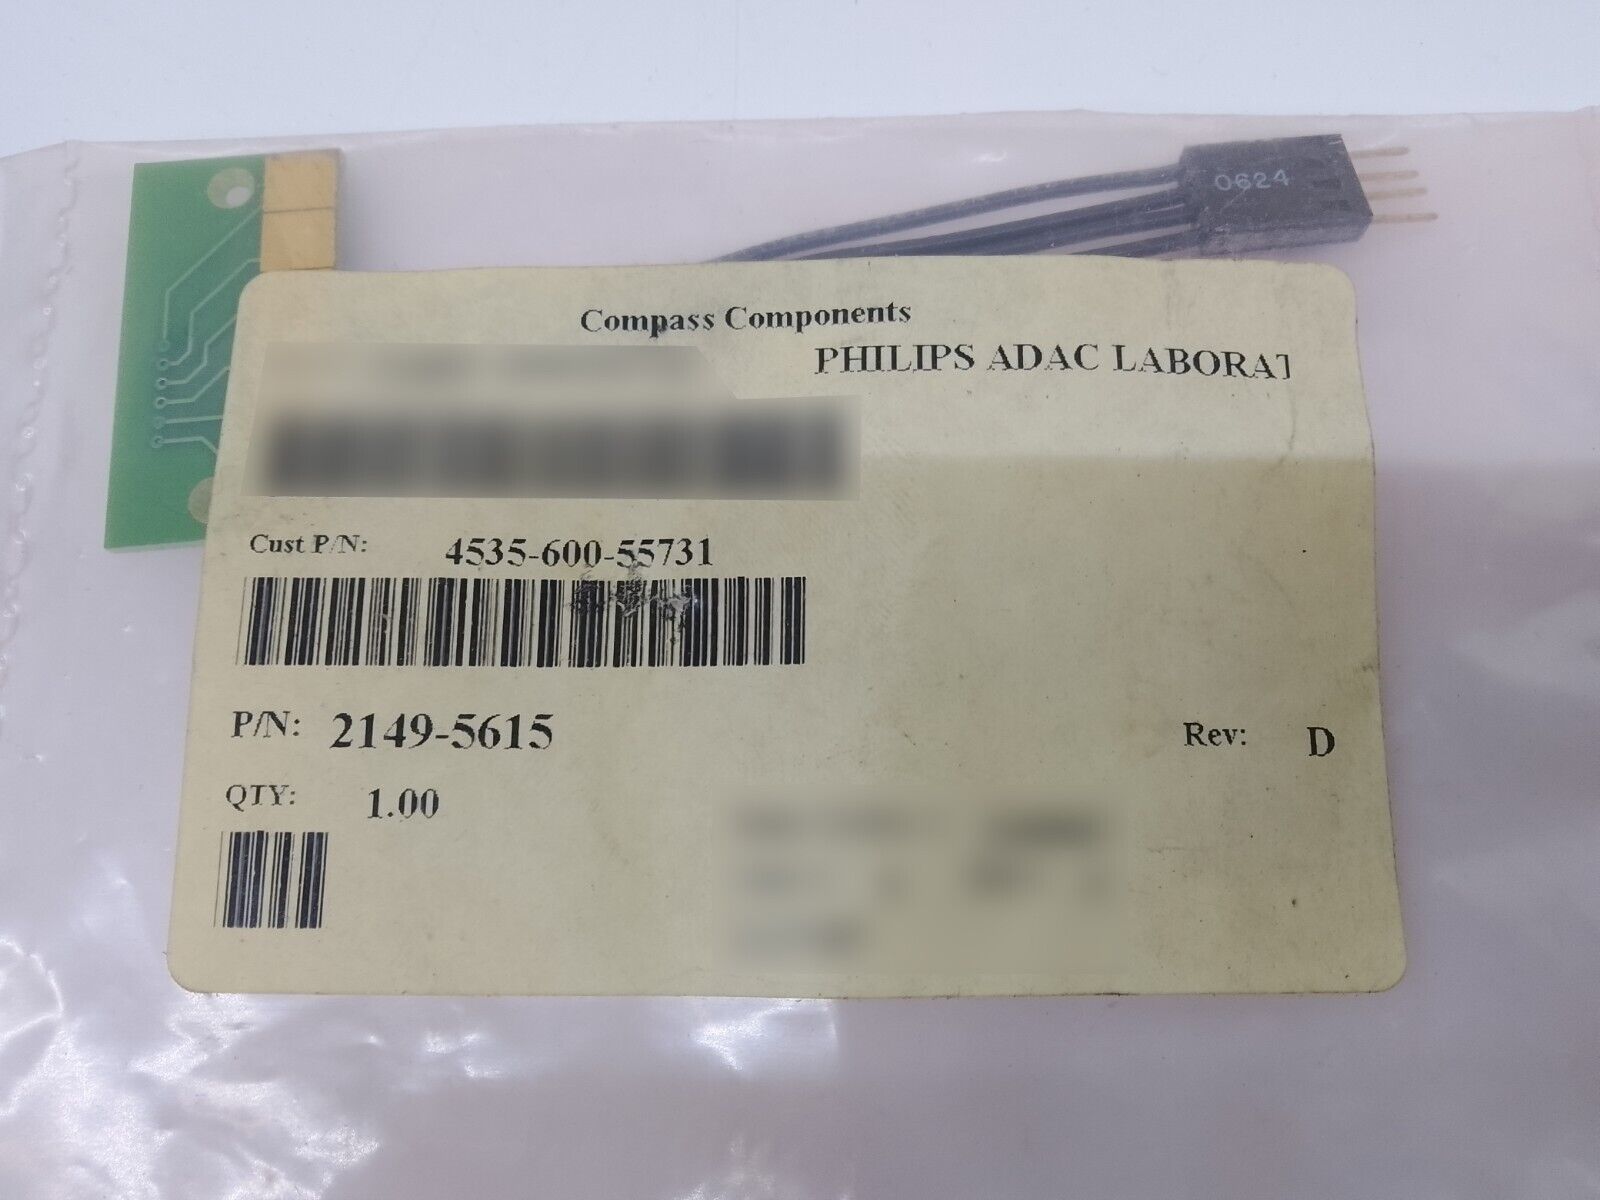 0624
Compass Components
PHILIPS ADAC LABORAT
Cust P/N: 4535-600-55731
P/N: 2149-5615 Rev: D
QTY: 1.00